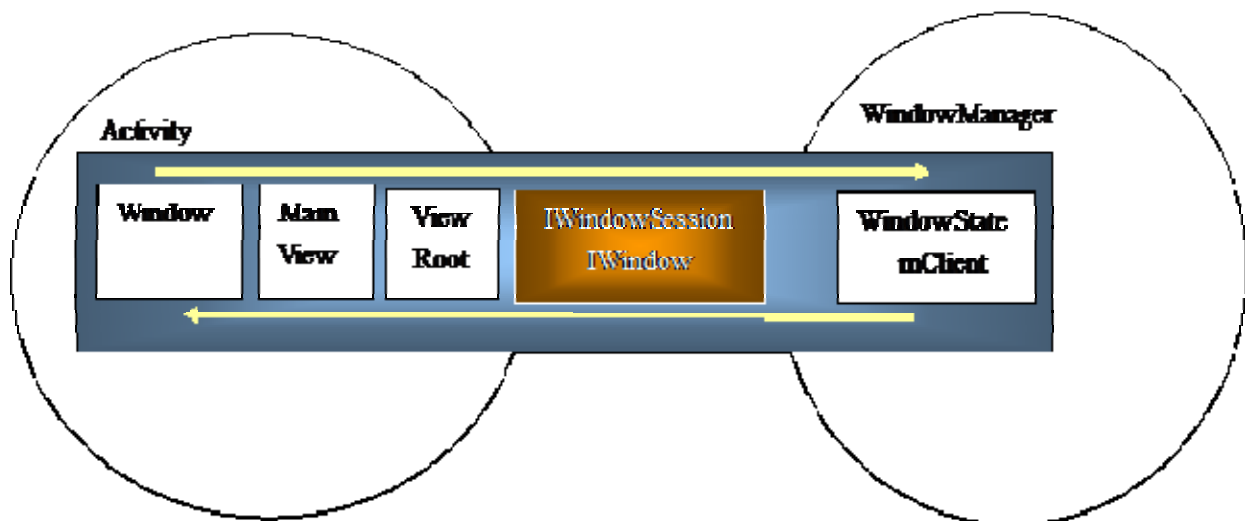 Activity
WindowManager
Window
Main
View
View
Root
IWindowSession
IWindow
WindowState
mClient